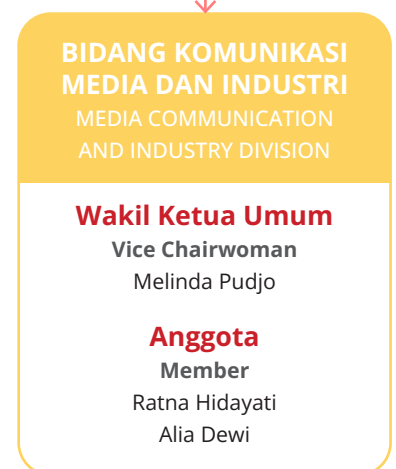 BIDANG KOMUNIKASI
MEDIA DAN INDUSTRI
MEDIA COMMUNICATION
AND INDUSTRY DIVISION
Wakil Ketua Umum
Vice Chairwoman
Melinda Pudjo
Anggota
Member
Ratna Hidayati
Alia Dewi